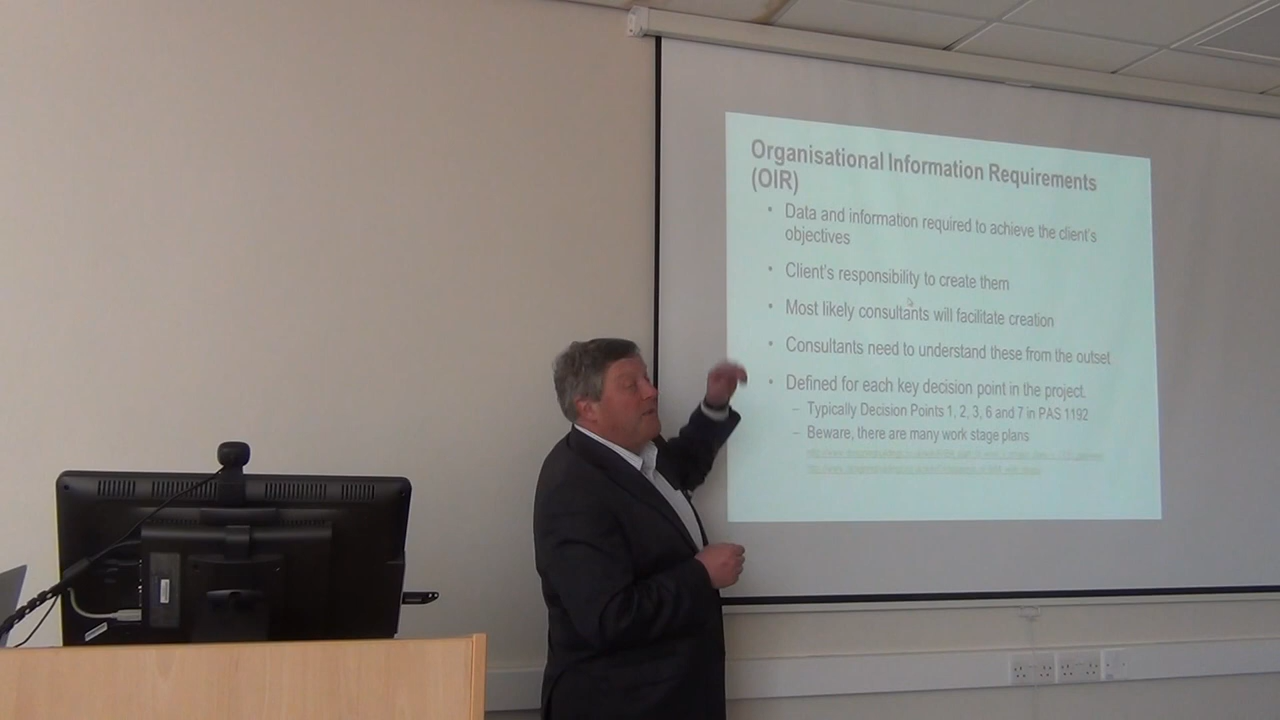 Organisational Information Requirements
(OIR)
• Data and information required to achieve the client's
objectives
• Client's responsibility to create them
• Most likely consultants will facilitate creation
• Consultants need to understand these from the outset
• Defined for each key decision point in the project.
– Typically Decision Points 1, 2, 3, 6 and 7 in PAS 1192
– Beware, there are many work stage plans